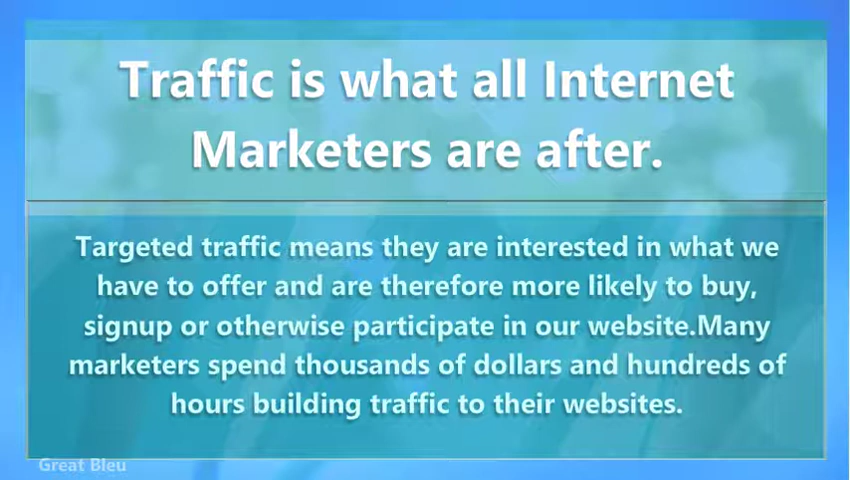 Traffic is what all Internet
Marketers are after.
Targeted traffic means they are interested in what we
have to offer and are therefore more likely to buy,
signup or otherwise participate in our website.Many
marketers spend thousands of dollars and hundreds of
hours building traffic to their websites.
Great Bleu